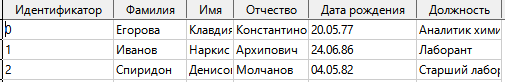 Идентификатор Фамилия Имя Отчество Дата рождения Должность
0 Егорова Клавдия Константино 20.05.77 Аналитик хими
1 Иванов Наркис Архипович 24.06.86 Лаборант
2 Спиридон Денисо Молчанов 04.05.82 Старший лабор